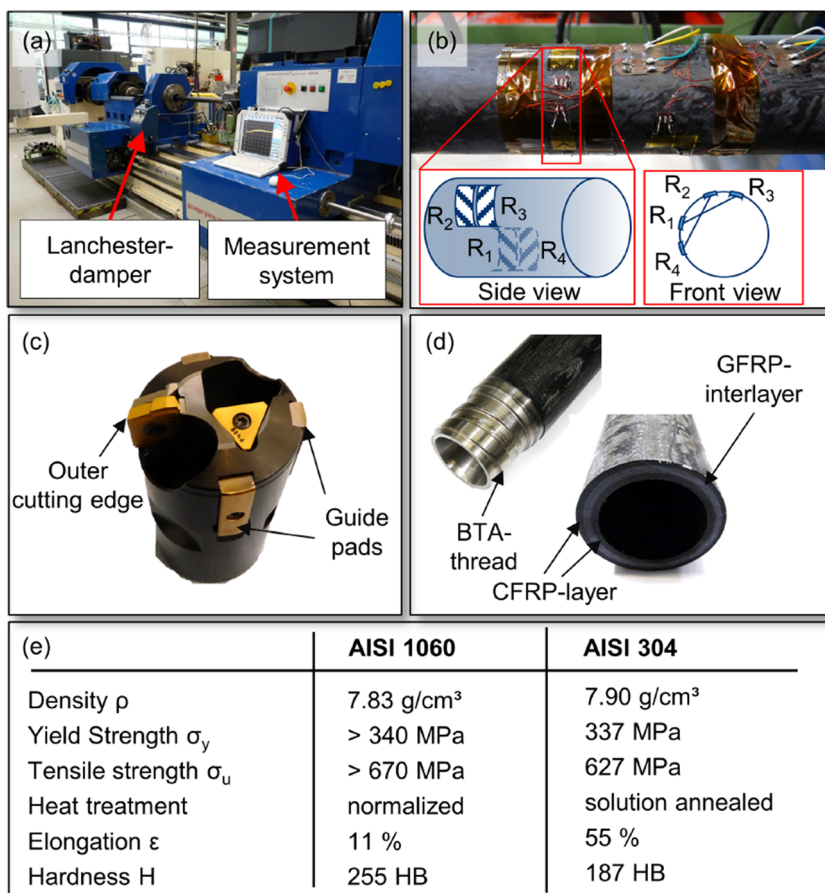 (a)
Lanchester-
damper
Measurement
system
(b)
R2
R3
R1
R4
Side view
R2
R3
R1
R4
Front view
(c)
Outer
cutting edge
Guide
pads
(d)
GFRP-
interlayer
BTA-
thread
CFRP-layer
(e) AISI 1060 AISI 304
Density ρ 7.83 g/cm³ 7.90 g/cm³
Yield Strength σy > 340 MPa 337 MPa
Tensile strength σu > 670 MPa 627 MPa
Heat treatment normalized solution annealed
Elongation ε 11 % 55 %
Hardness H 255 HB 187 HB